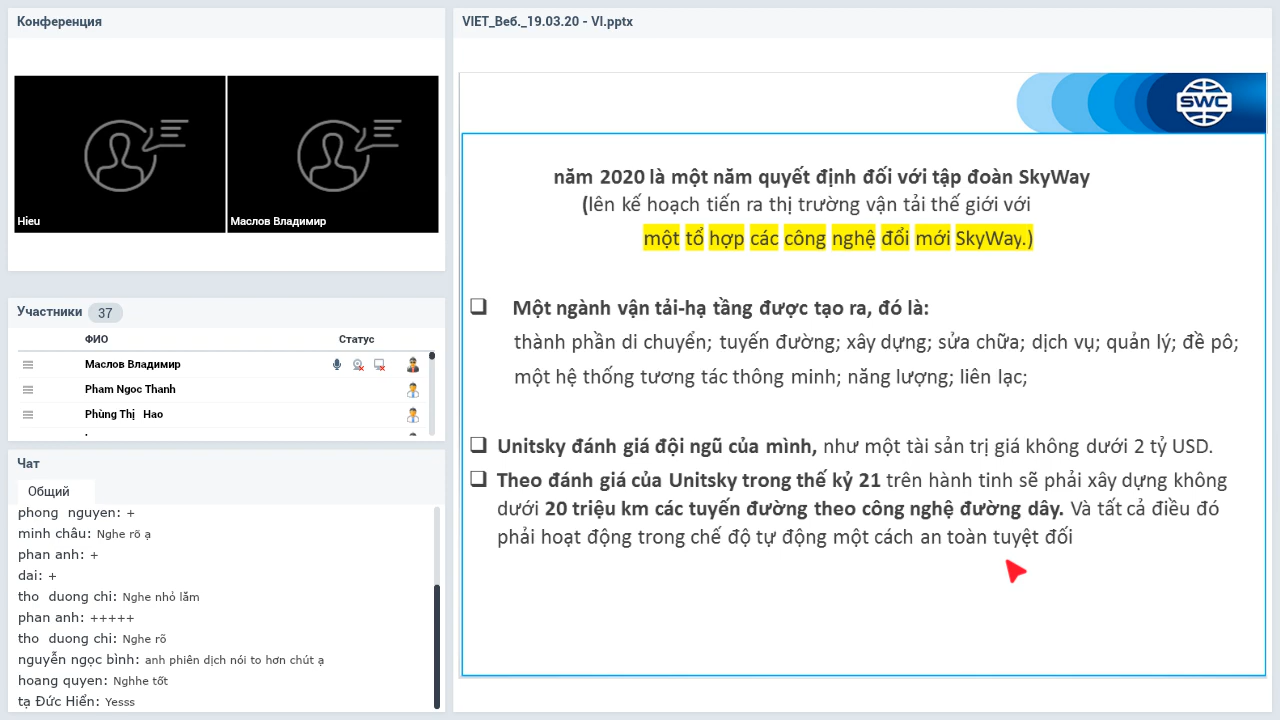 Конференция
Hieu
Маслов Владимир
Участники 37
ФИО Статус
Маслов Владимир
Pham Ngoc Thanh
Phùng Thị Hao
Чат
Общий
phong nguyen: +
minh châu: Nghe rõ ạ
phan anh: +
dai: +
tho duong chi: Nghe nhỏ lắm
phan anh: +++++
tho duong chi: Nghe rõ
nguyễn ngọc bình: anh phiên dịch nói to hơn chút ạ
hoang quyen: Nghhe tốt
tạ Đức Hiển: Yesss
VIET_Веб._19.03.20 - VI.pptx
SWC
năm 2020 là một năm quyết định đối với tập đoàn SkyWay
(lên kế hoạch tiến ra thị trường vận tải thế giới với
một tổ hợp các công nghệ đổi mới SkyWay.)
❑ Một ngành vận tải-hạ tầng được tạo ra, đó là:
thành phần di chuyển; tuyến đường; xây dựng; sửa chữa; dịch vụ; quản lý; đề pô;
một hệ thống tương tác thông minh; năng lượng; liên lạc;
❑ Unitsky đánh giá đội ngũ của mình, như một tài sản trị giá không dưới 2 tỷ USD.
❑ Theo đánh giá của Unitsky trong thế kỷ 21 trên hành tinh sẽ phải xây dựng không
dưới 20 triệu km các tuyến đường theo công nghệ đường dây. Và tất cả điều đó
phải hoạt động trong chế độ tự động một cách an toàn tuyệt đối